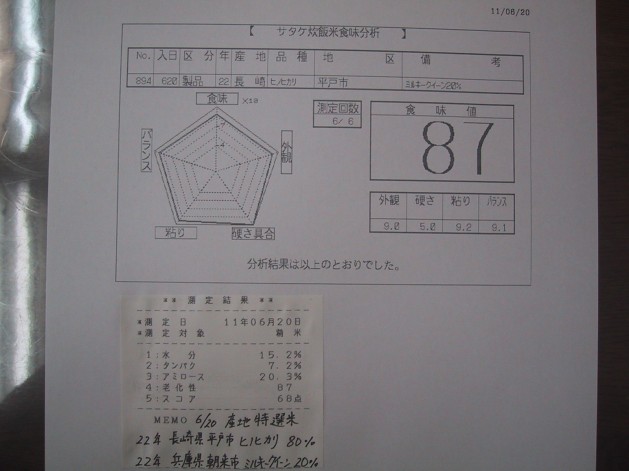 11/06/20
【 サタケ炊飯米食味分析 】
No. 入日 区分 年 産地 品種 地区 備考
894 620 製品 22 長崎 ヒノヒカリ 平戸市 ミルキークイーン20%
食味 ×10
バランス
外観
粘り
硬さ具合
測定回数
6/ 6
食味値
87
外観 硬さ 粘り バランス
9.0 5.0 9.2 9.1
分析結果は以上のとおりでした。
** 測定結果 **
*測定日 11年06月20日
*測定対象 精米
1:水分 15.2%
2:タンパク 7.2%
3:アミロース 20.3%
4:老化性 87
5:スコア 68点
MEMO 6/20 産地特選米
22年 長崎県平戸市 ヒノヒカリ 80%
22年 兵庫県朝来市 ミルキークイーン 20%